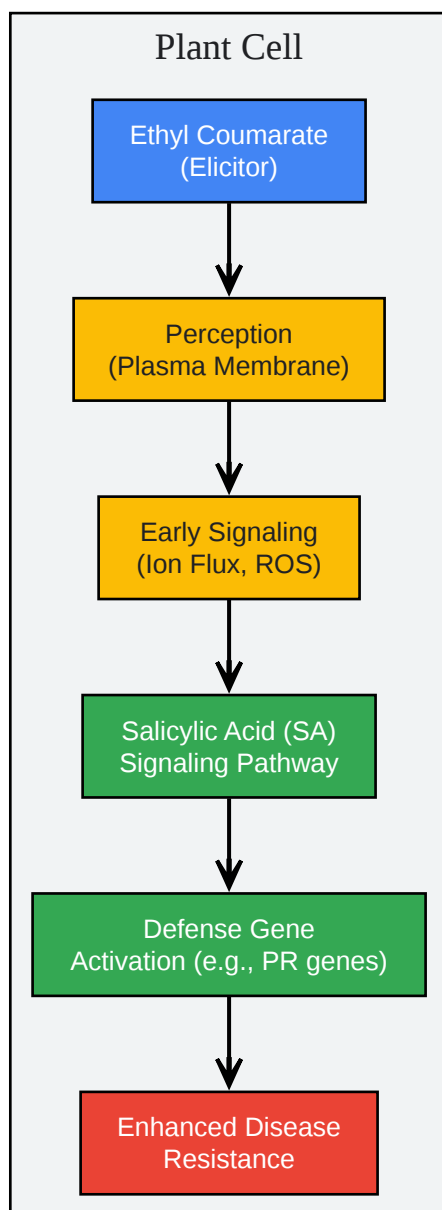 Plant Cell
Ethyl Coumarate
(Elicitor)
Perception
(Plasma Membrane)
Early Signaling
(Ion Flux, ROS)
Salicylic Acid (SA)
Signaling Pathway
Defense Gene
Activation (e.g., PR genes)
Enhanced Disease
Resistance